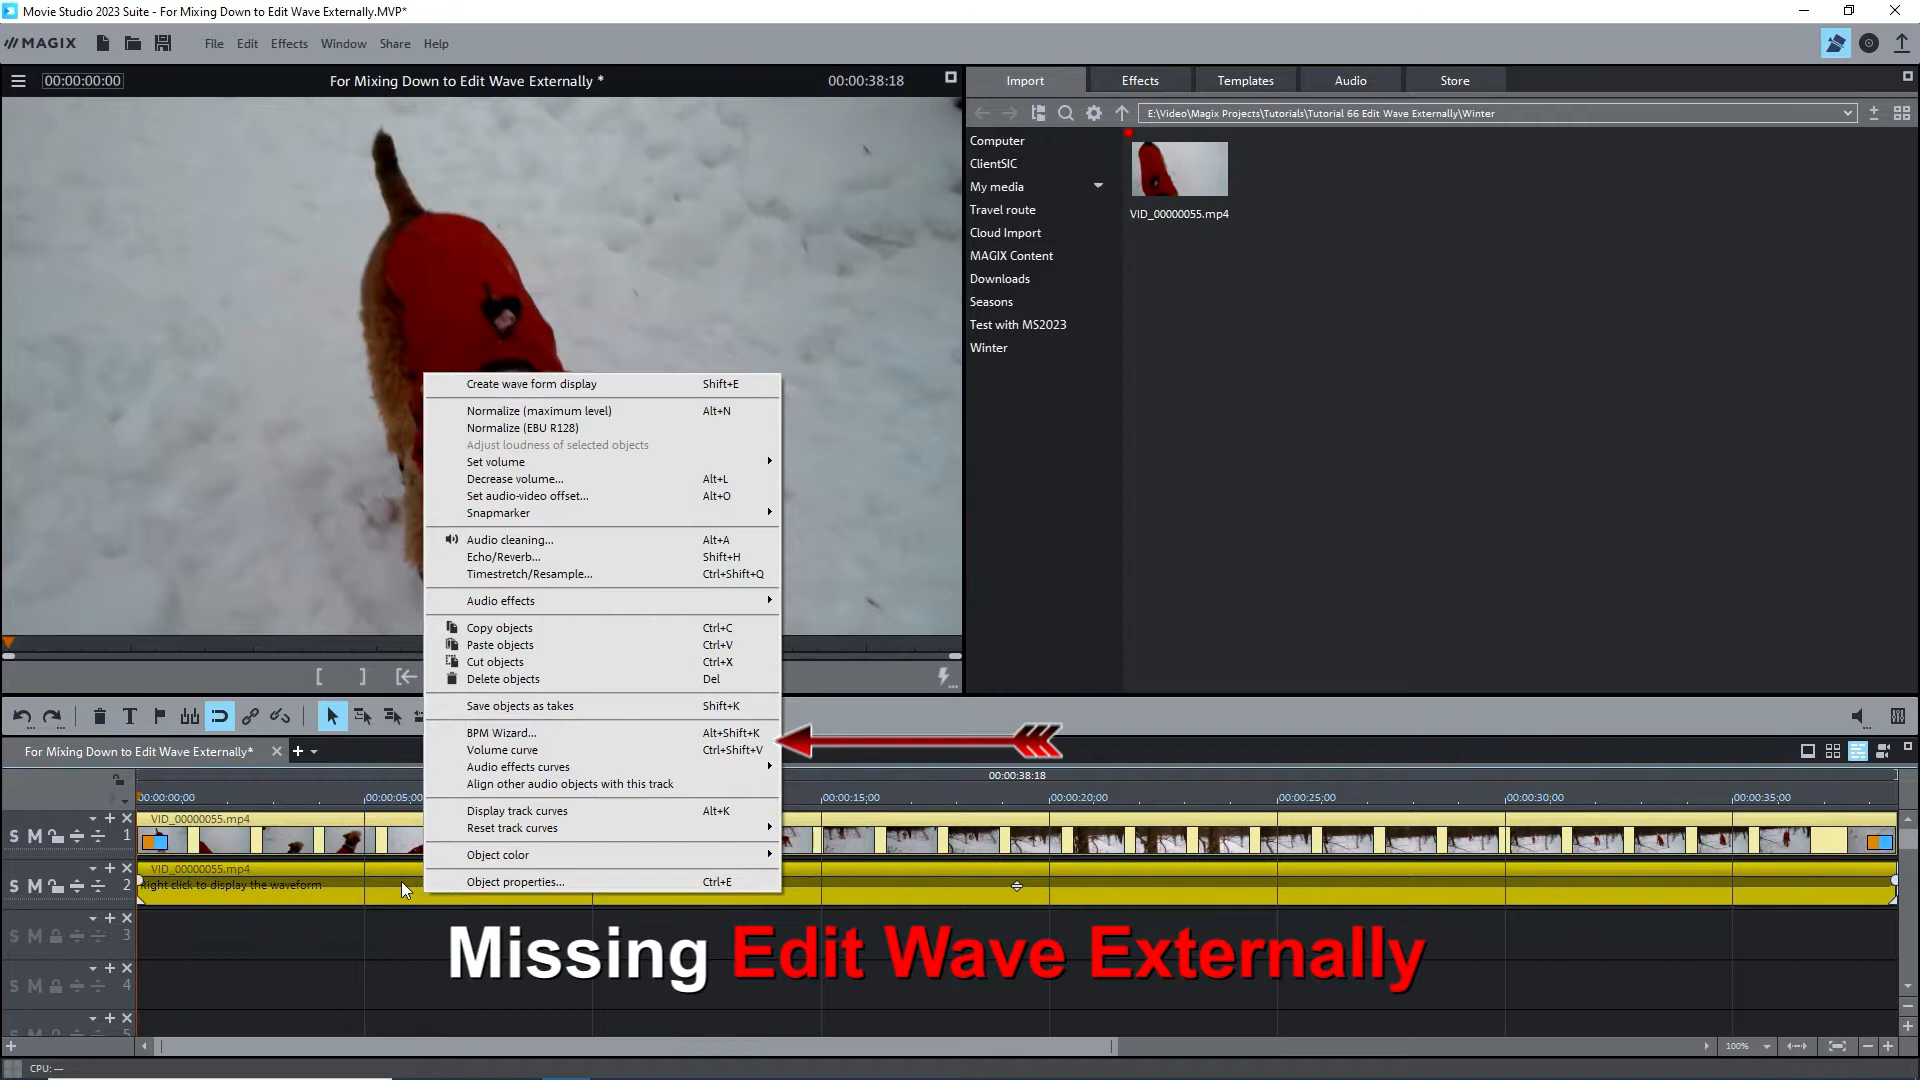 Movie Studio 2023 Suite - For Mixing Down to Edit Wave Externally.MVP*
MAGIX
File Edit Effects Window Share Help
00:00:00:00
For Mixing Down to Edit Wave Externally *
00:00:38:18
Import Effects Templates Audio Store
E:\Video\Magix Projects\Tutorials\Tutorial 66 Edit Wave Externally\Winter
Computer
ClientSIC
My media
Travel route
Cloud Import
MAGIX Content
Downloads
Seasons
Test with MS2023
Winter
VID_00000055.mp4
Create wave form display Shift+E
Normalize (maximum level) Alt+N
Normalize (EBU R128)
Adjust loudness of selected objects
Set volume
Decrease volume... Alt+L
Set audio-video offset... Alt+O
Snapmarker
Audio cleaning... Alt+A
Echo/Reverb... Shift+H
Timestretch/Resample... Ctrl+Shift+Q
Audio effects
Copy objects Ctrl+C
Paste objects Ctrl+V
Cut objects Ctrl+X
Delete objects Del
Save objects as takes Shift+K
BPM Wizard... Alt+Shift+K
Volume curve Ctrl+Shift+V
Audio effects curves
Align other audio objects with this track
Display track curves Alt+K
Reset track curves
Object color
Object properties... Ctrl+E
For Mixing Down to Edit Wave Externally*
00:00:38:18
00:00:00;00 00:00:05;00 00:00:15;00 00:00:20;00 00:00:25;00 00:00:30;00 00:00:35;00
VID_00000055.mp4
S M 1
VID_00000055.mp4
S M 2
Right click to display the waveform
S M 3
S M 4
S M 5
Missing Edit Wave Externally
100%
CPU: —